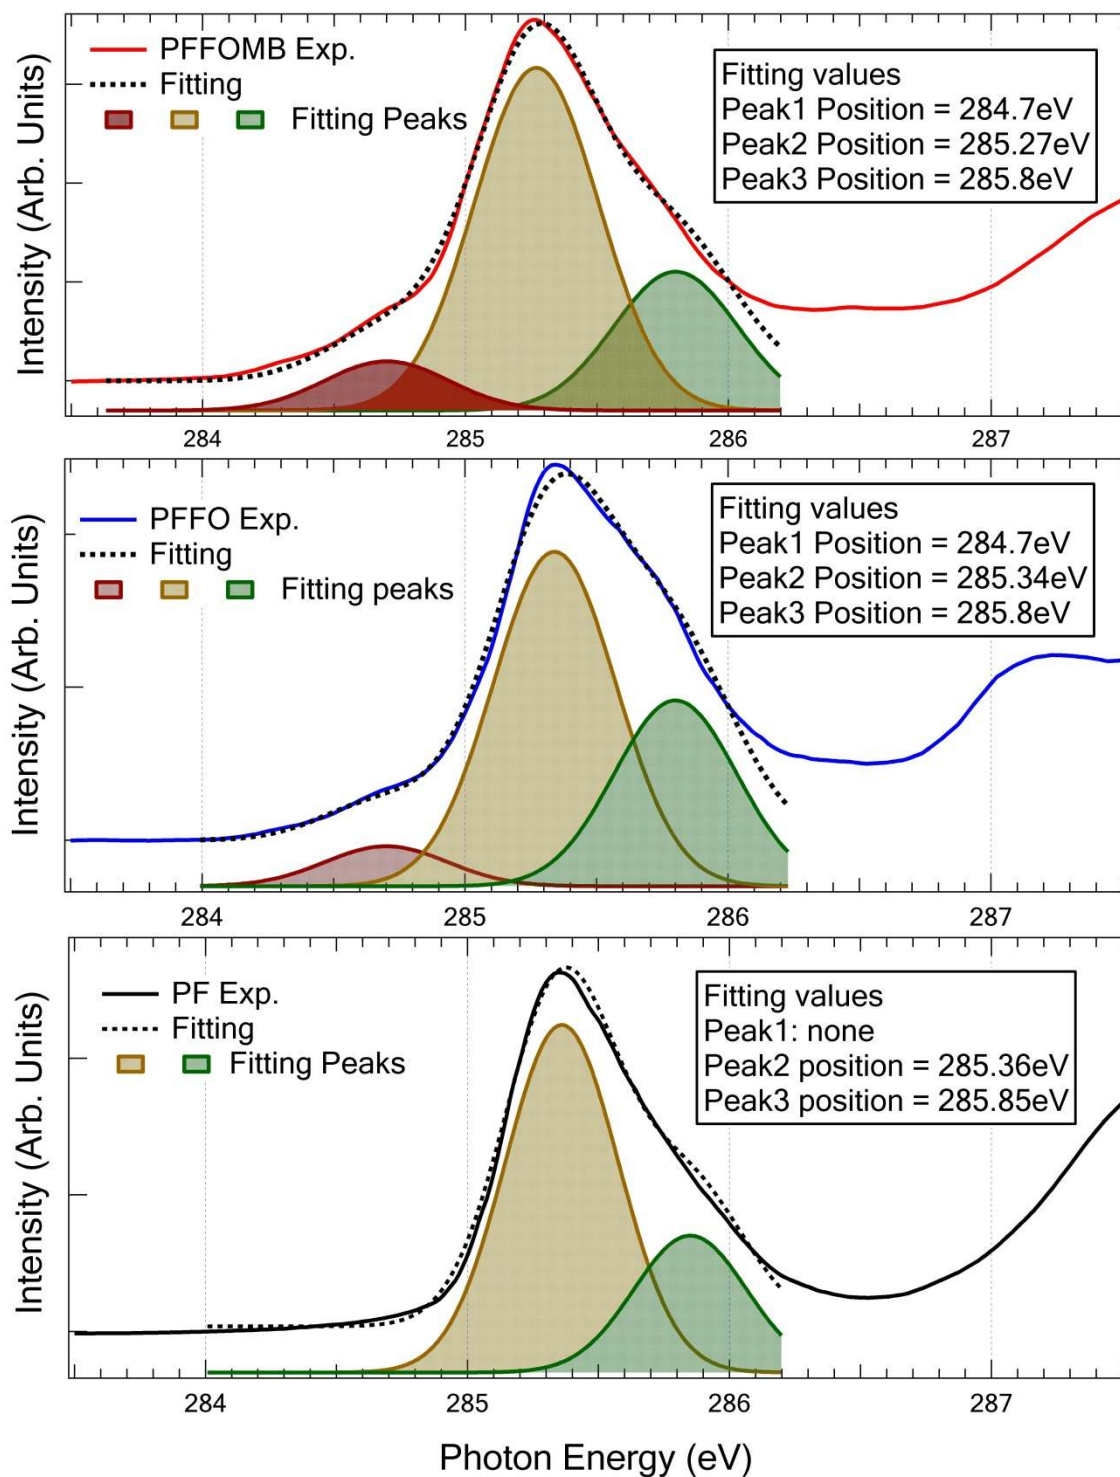 PFFOMB Exp.
Fitting
Fitting Peaks
Fitting values
Peak1 Position = 284.7eV
Peak2 Position = 285.27eV
Peak3 Position = 285.8eV
Intensity (Arb. Units)
284 285 286 287
PFFO Exp.
Fitting
Fitting peaks
Fitting values
Peak1 Position = 284.7eV
Peak2 Position = 285.34eV
Peak3 Position = 285.8eV
Intensity (Arb. Units)
284 285 286 287
PF Exp.
Fitting
Fitting Peaks
Fitting values
Peak1: none
Peak2 position = 285.36eV
Peak3 position = 285.85eV
Intensity (Arb. Units)
284 285 286 287
Photon Energy (eV)